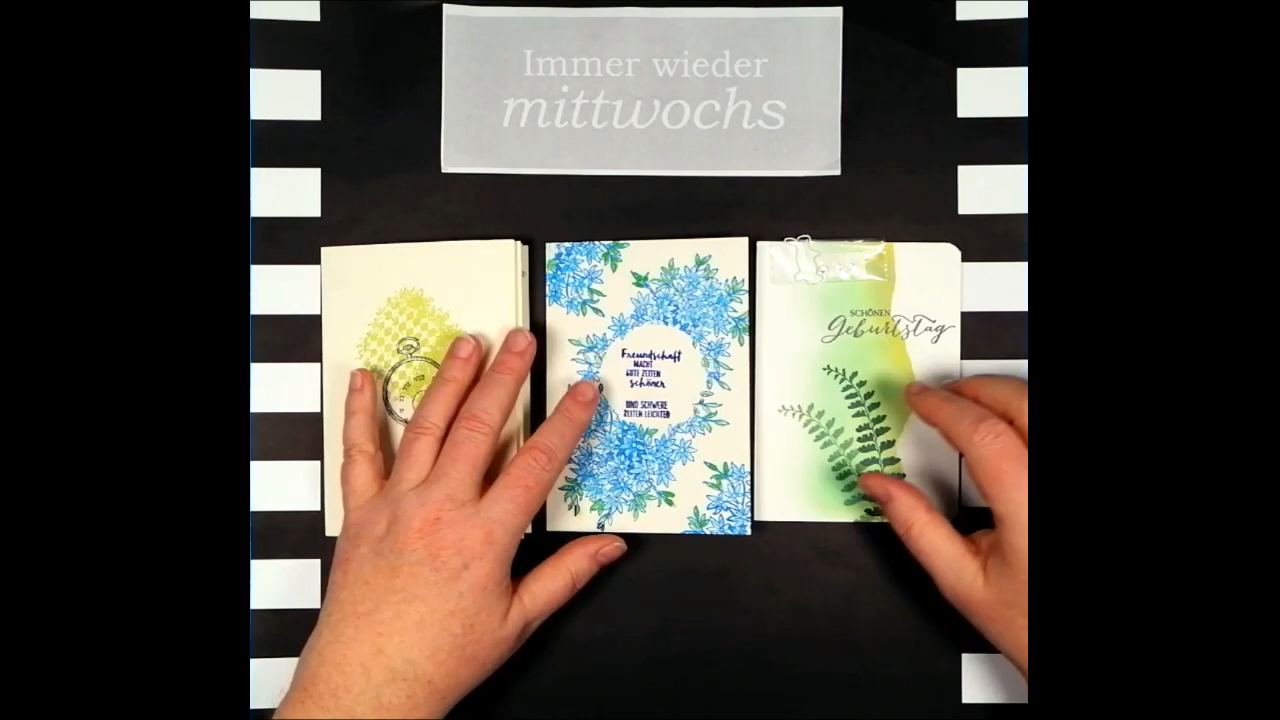 Immer wieder
mittwochs
Freundschaft
MACHT
GUTE ZEITEN
schöner
UND SCHWERE
ZEITEN LEICHTER
SCHÖNEN
Geburtstag